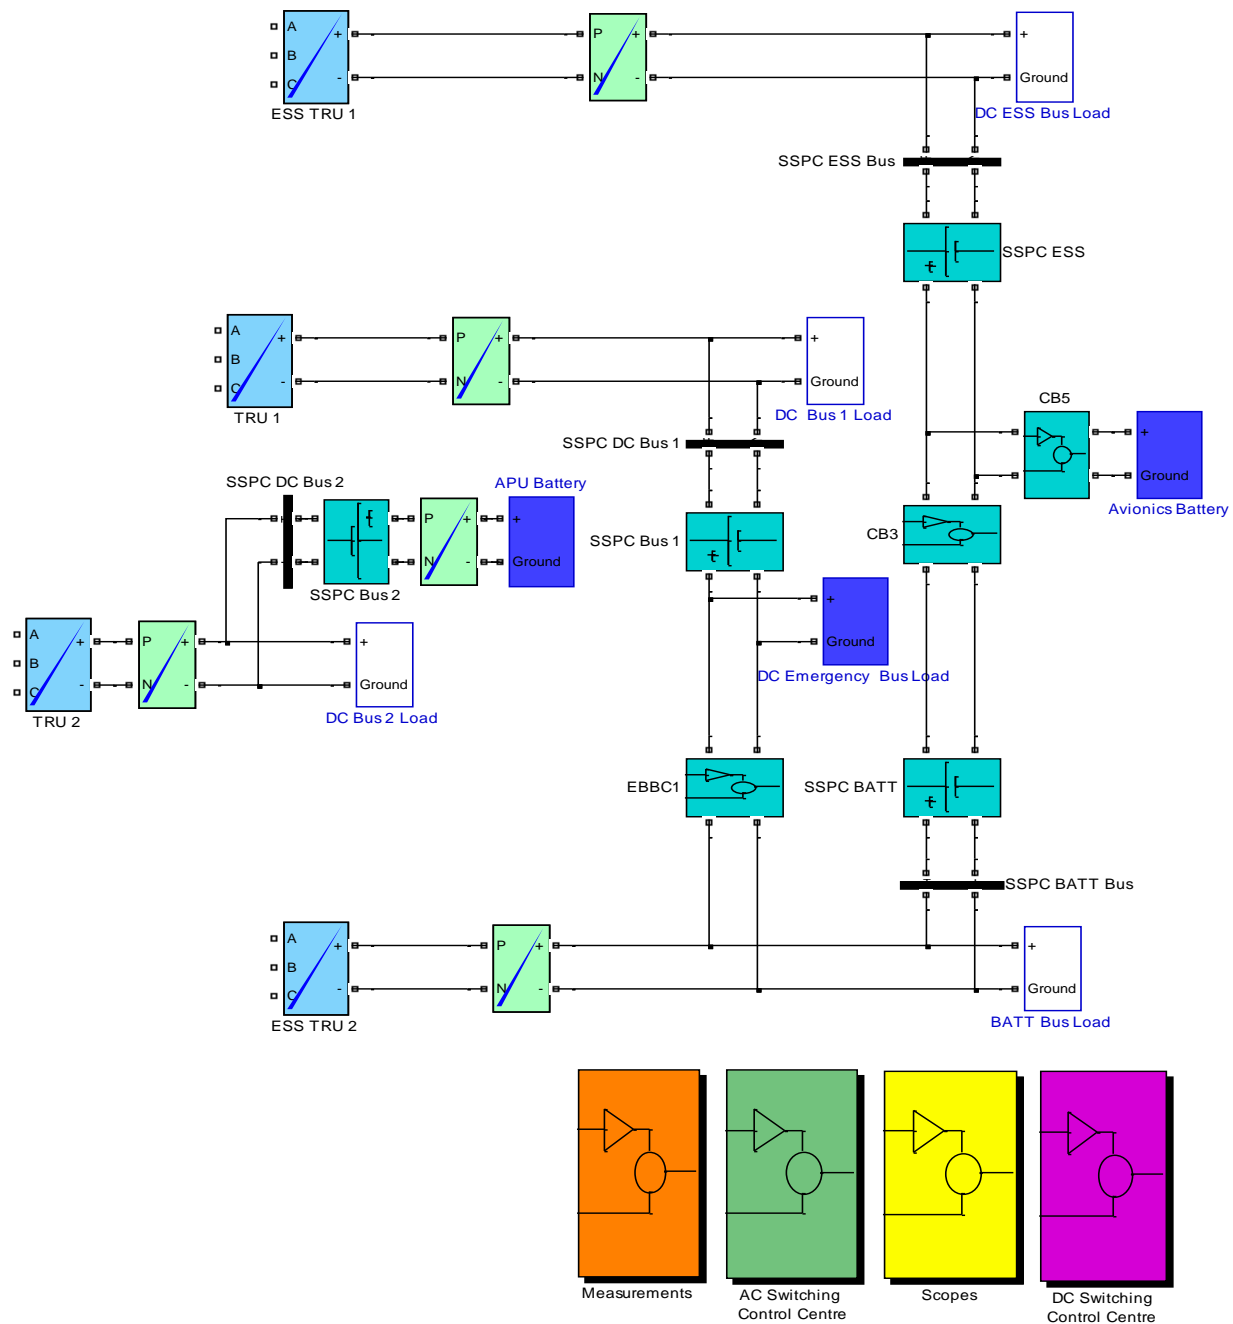 A
B
C
+
-
ESS TRU 1
P
N
+
-
+
Ground
DC ESS Bus Load
SSPC ESS Bus
SSPC ESS
A
B
C
+
-
TRU 1
P
N
+
-
+
Ground
DC Bus 1 Load
SSPC DC Bus 1
CB5
+
Ground
Avionics Battery
SSPC DC Bus 2
SSPC Bus 2
P
N
+
-
APU Battery
+
Ground
SSPC Bus 1
CB3
+
Ground
DC Emergency Bus Load
A
B
C
+
-
TRU 2
P
N
+
-
+
Ground
DC Bus 2 Load
EBBC1
SSPC BATT
SSPC BATT Bus
A
B
C
+
-
ESS TRU 2
P
N
+
-
+
Ground
BATT Bus Load
Measurements
AC Switching
Control Centre
Scopes
DC Switching
Control Centre